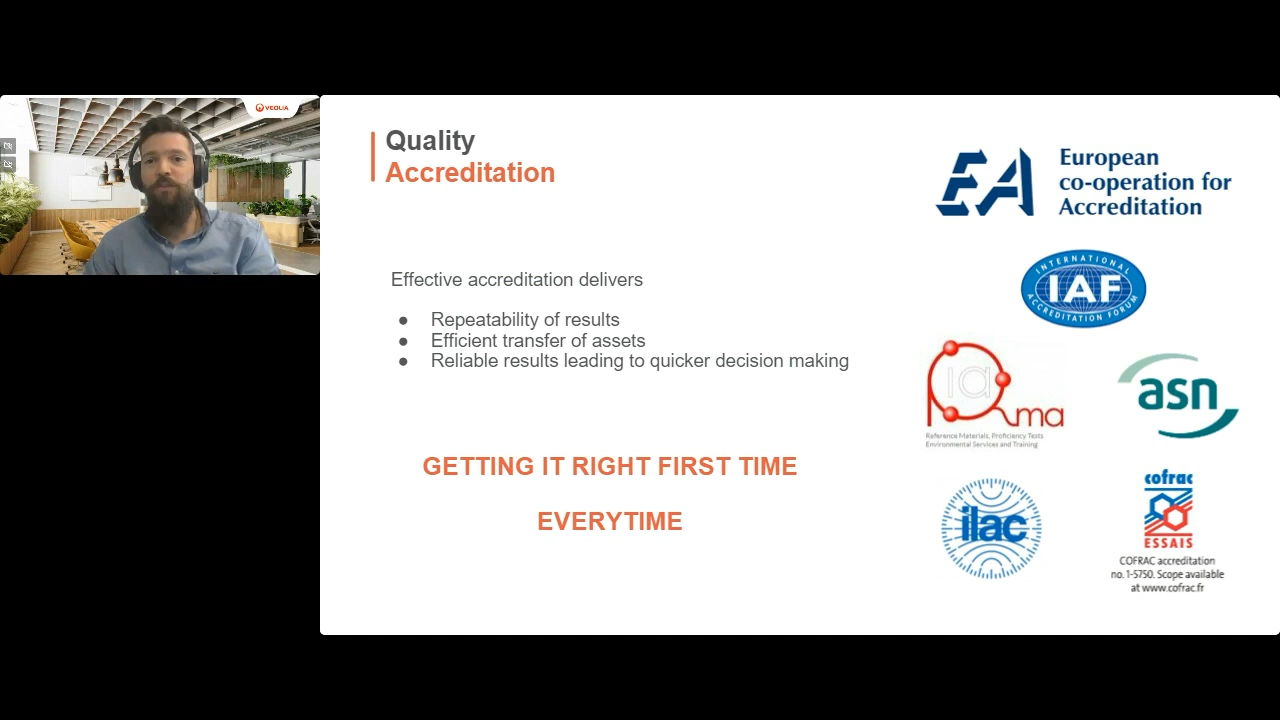 VEOLIA
Quality
Accreditation
Effective accreditation delivers
● Repeatability of results
● Efficient transfer of assets
● Reliable results leading to quicker decision making
GETTING IT RIGHT FIRST TIME
EVERYTIME
EA
European
co-operation for
Accreditation
INTERNATIONAL
IAF
ACCREDITATION FORUM
ia
Rma
Reference Materials, Proficiency Tests
Environmental Services and Training
asn
ilac
cofrac
ESSAIS
COFRAC accreditation
no. 1-5750. Scope available
at www.cofrac.fr